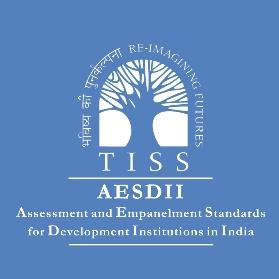 भविष्य की पुनर्कल्पना
RE-IMAGINING FUTURES
TISS
AESDII
Assessment and Empanelment Standards
for Development Institutions in India